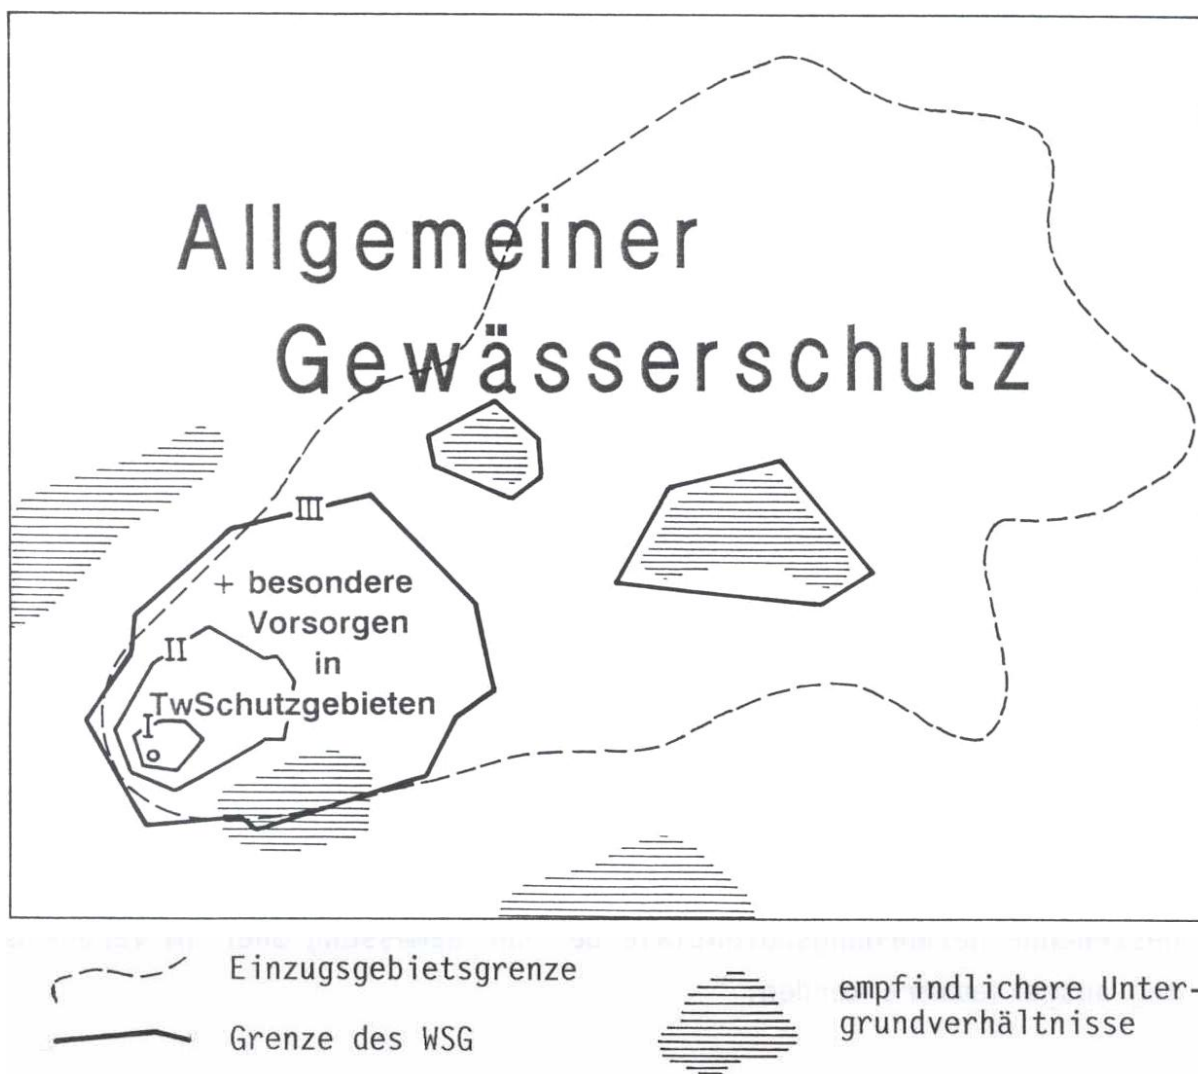 Allgemeiner
Gewässerschutz
III
+ besondere
Vorsorgen
in
TwSchutzgebieten
II
I
Einzugsgebietsgrenze
Grenze des WSG
empfindlichere Unter-
grundverhältnisse